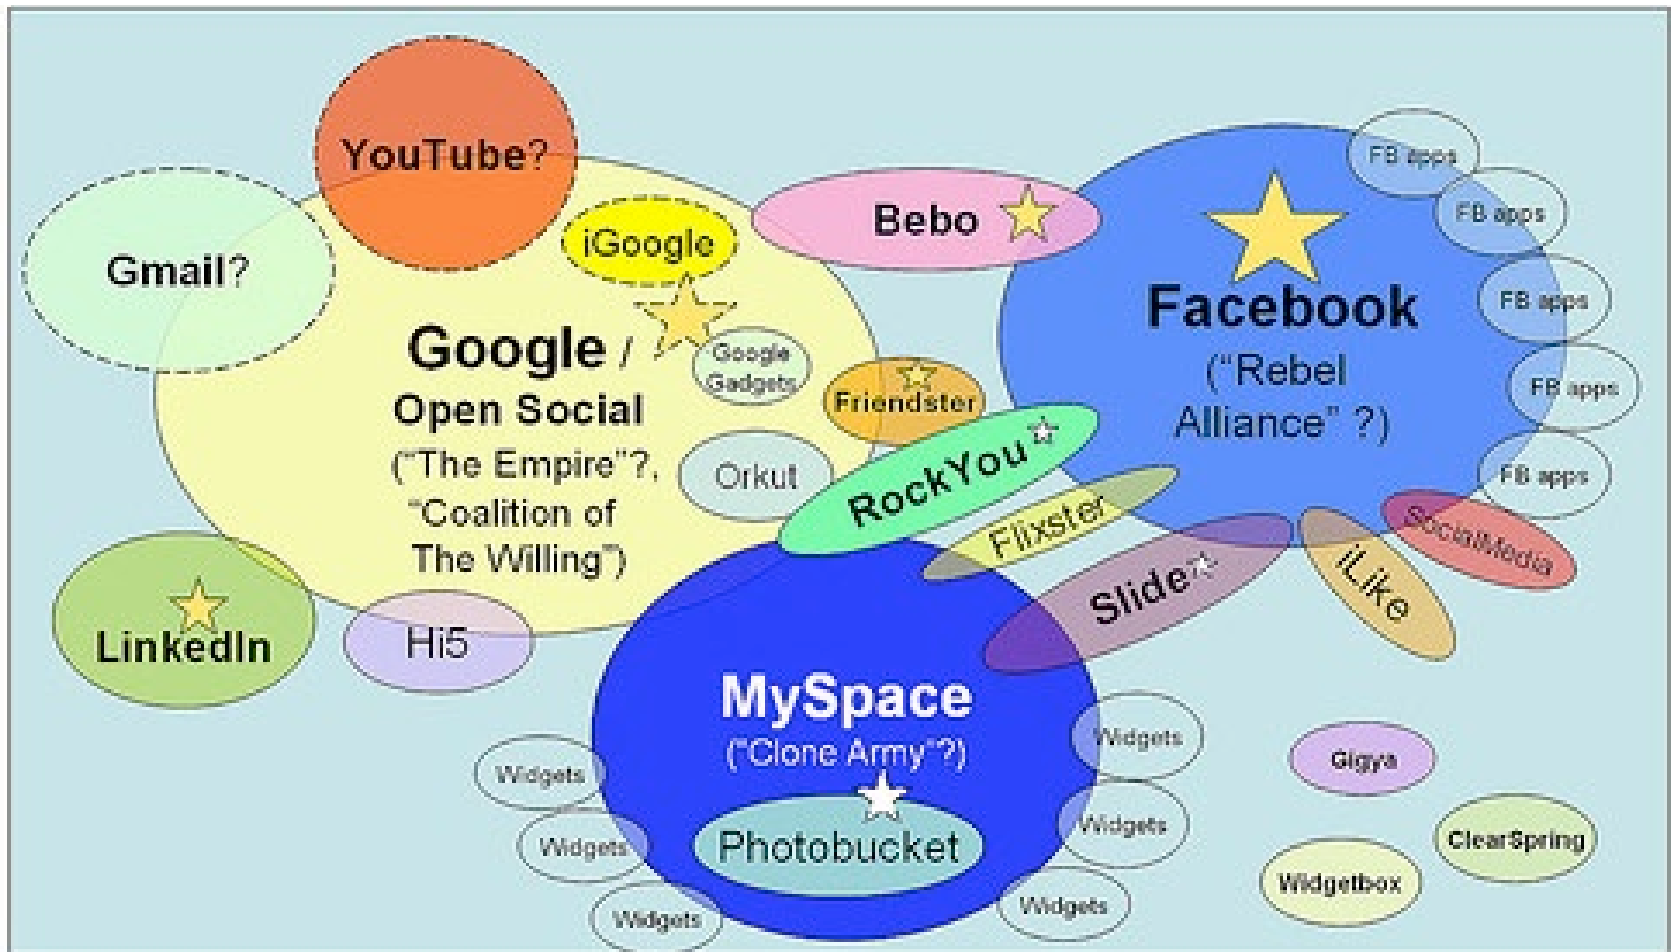 YouTube?
Gmail?
iGoogle
Bebo
Google /
Open Social
("The Empire"?,
"Coalition of
The Willing")
Google
Gadgets
Orkut
Friendster
RockYou
Flixster
Slide
iLike
SocialMedia
Facebook
("Rebel
Alliance" ?)
FB apps
FB apps
FB apps
FB apps
FB apps
LinkedIn
Hi5
MySpace
("Clone Army"?)
Photobucket
Widgets
Widgets
Widgets
Widgets
Widgets
Widgets
Gigya
ClearSpring
Widgetbox